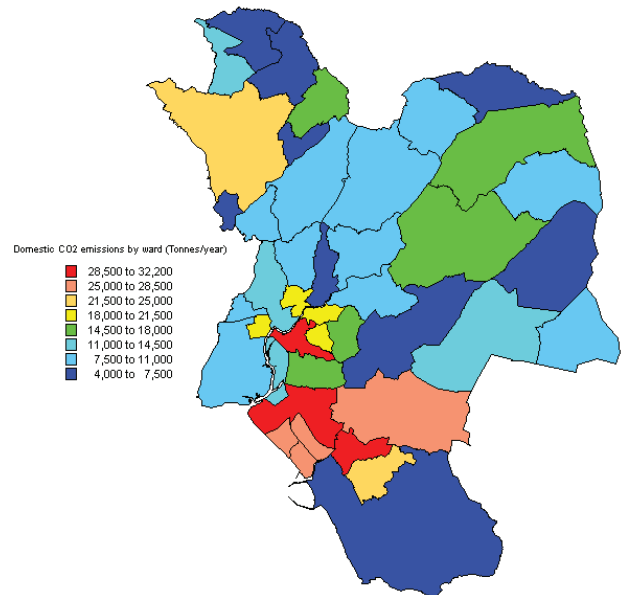 Domestic CO2 emissions by ward (Tonnes/year)
28,500 to 32,200
25,000 to 28,500
21,500 to 25,000
18,000 to 21,500
14,500 to 18,000
11,000 to 14,500
7,500 to 11,000
4,000 to 7,500